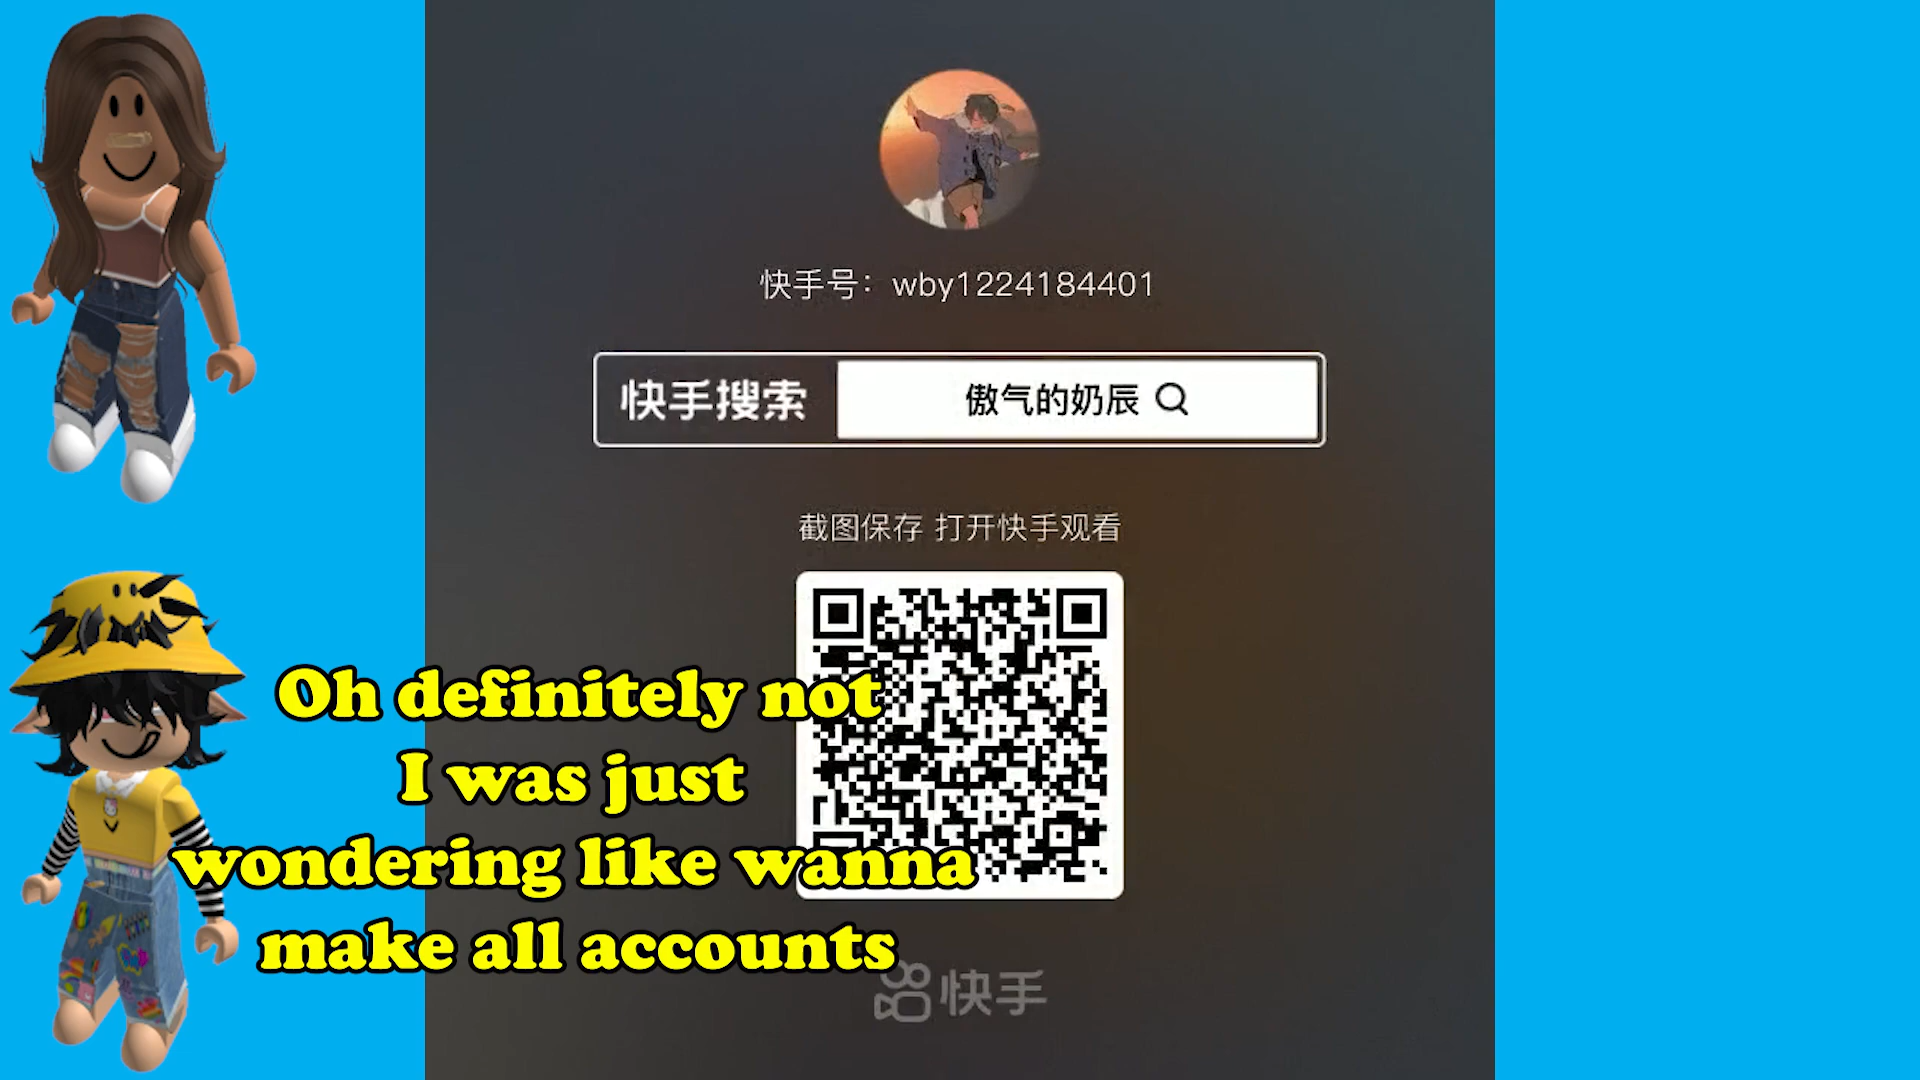 快手号：wby1224184401
快手搜索
傲气的奶辰
截图保存 打开快手观看
Oh definitely not
I was just
wondering like wanna
make all accounts
快手